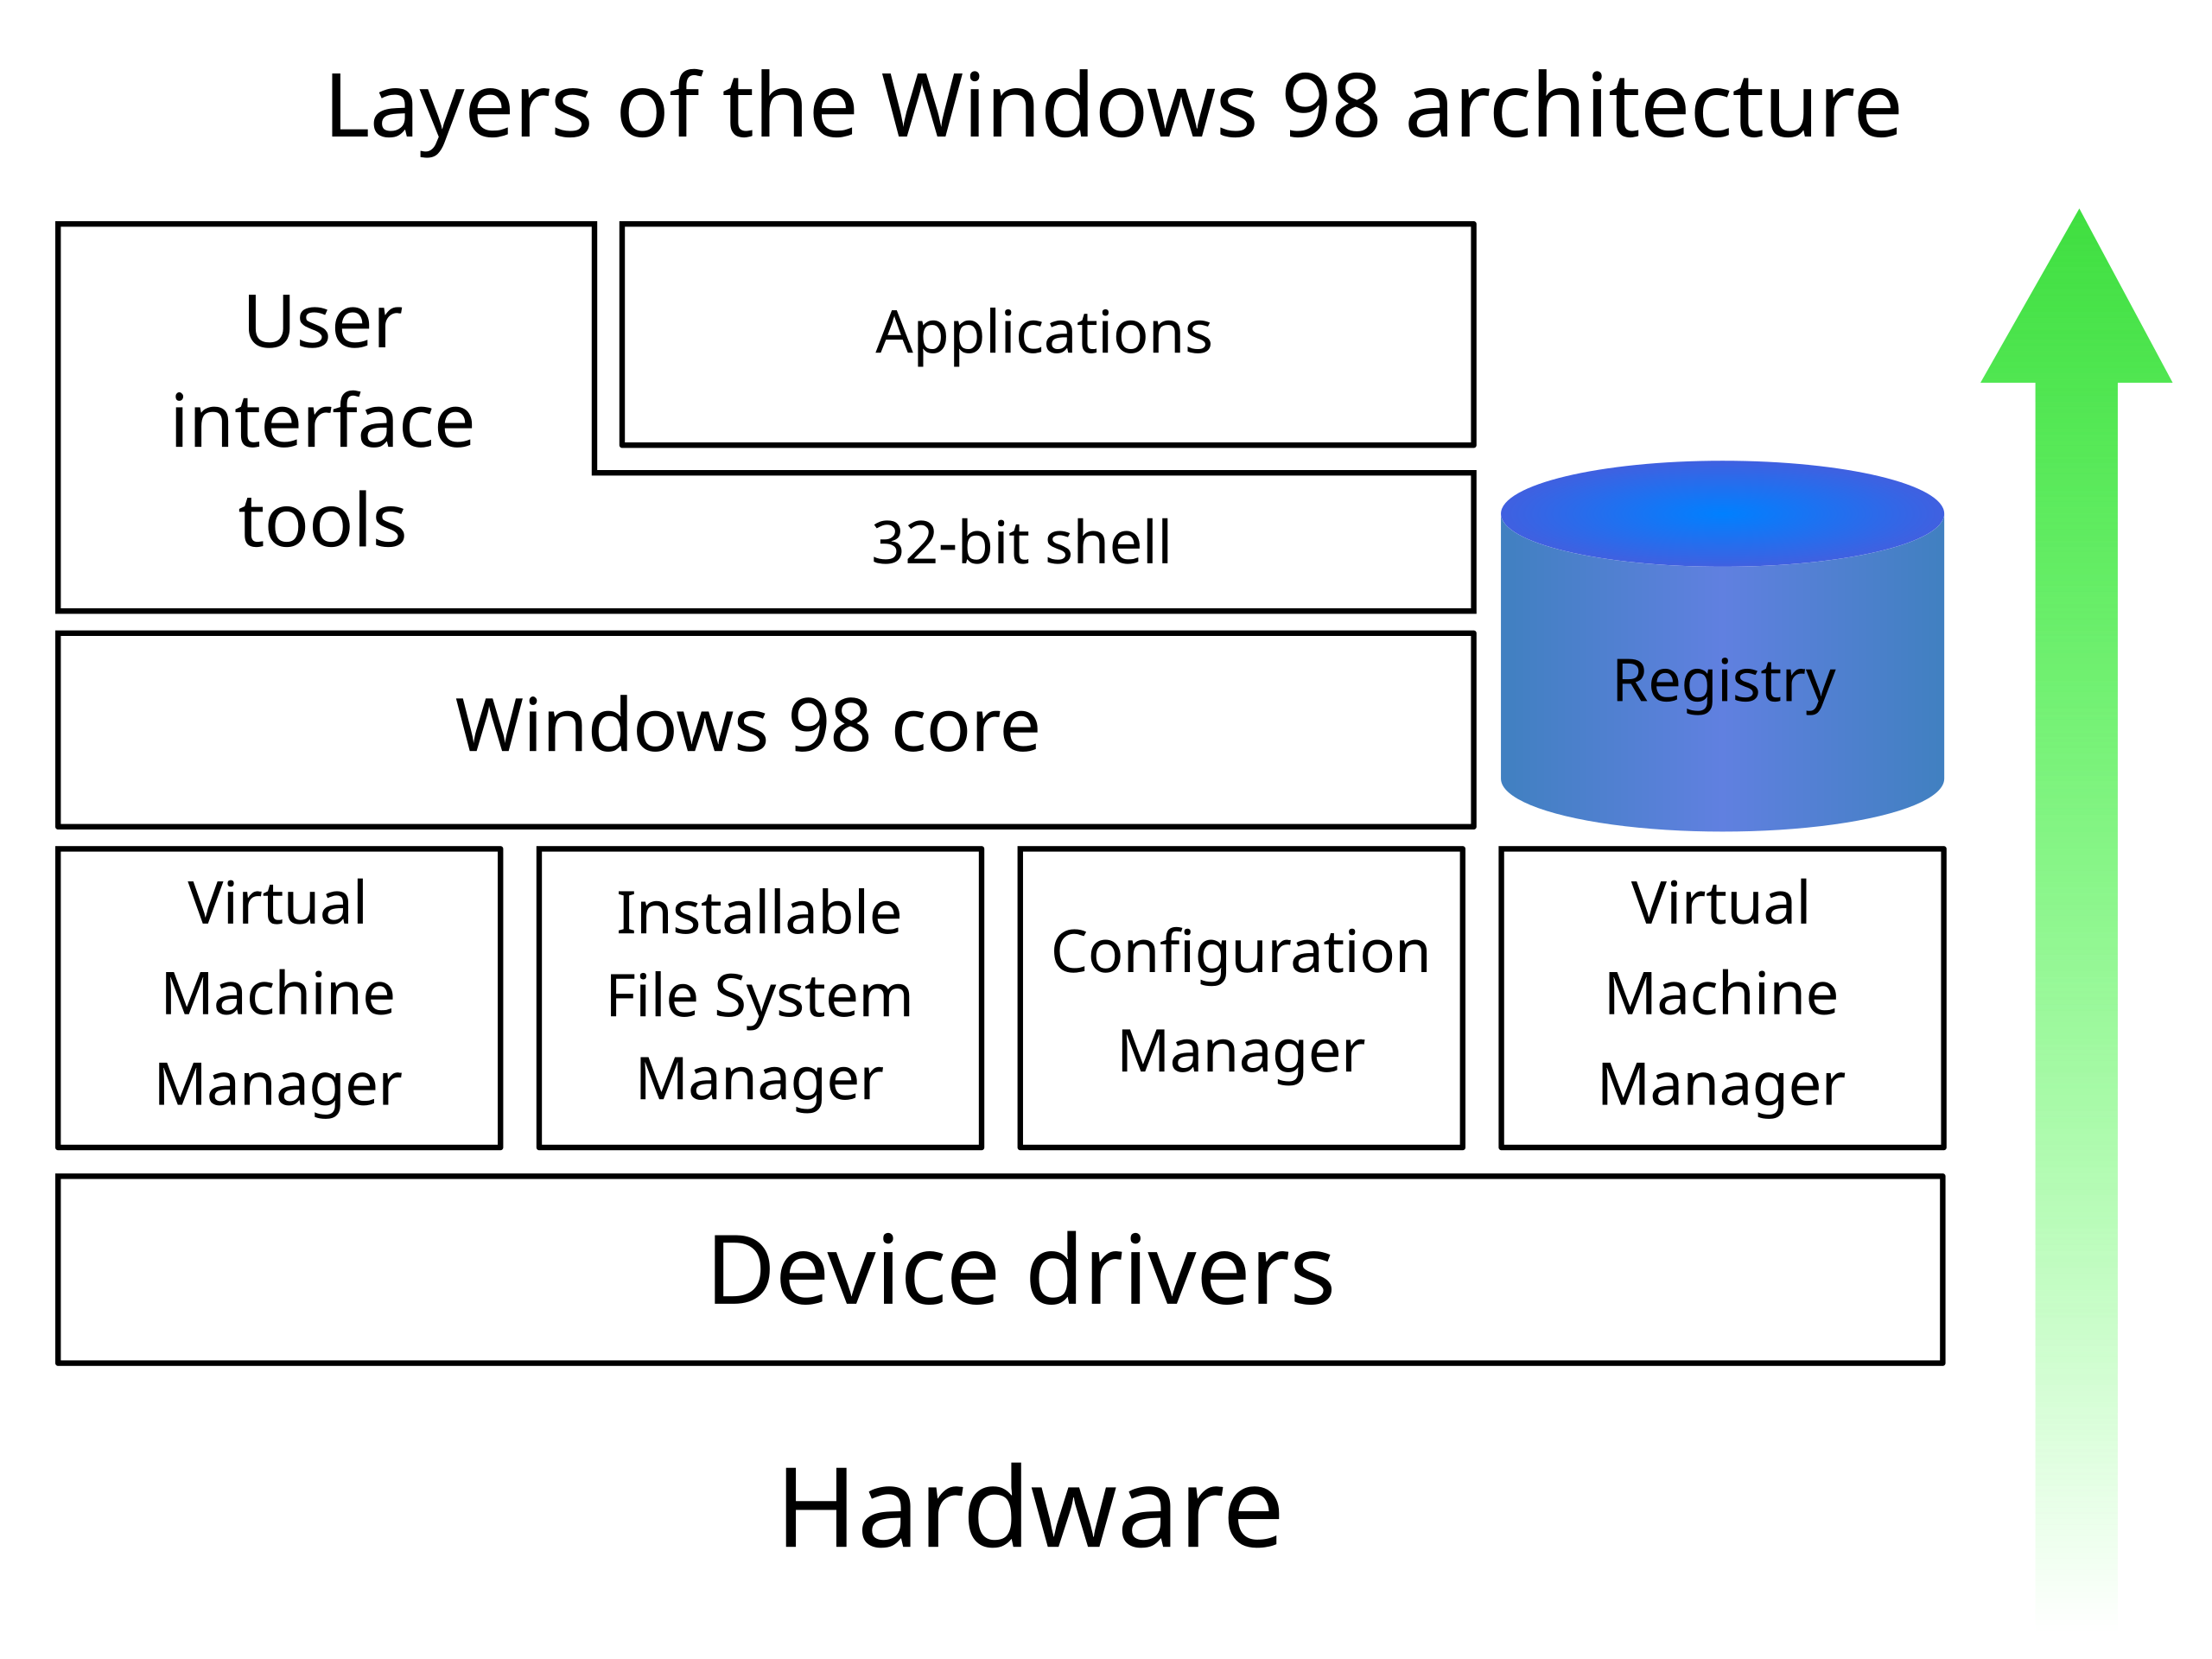 Layers of the Windows 98 architecture
User
interface
tools
Applications
32-bit shell
Registry
Windows 98 core
Virtual
Machine
Manager
Installable
File System
Manager
Configuration
Manager
Virtual
Machine
Manager
Device drivers
Hardware